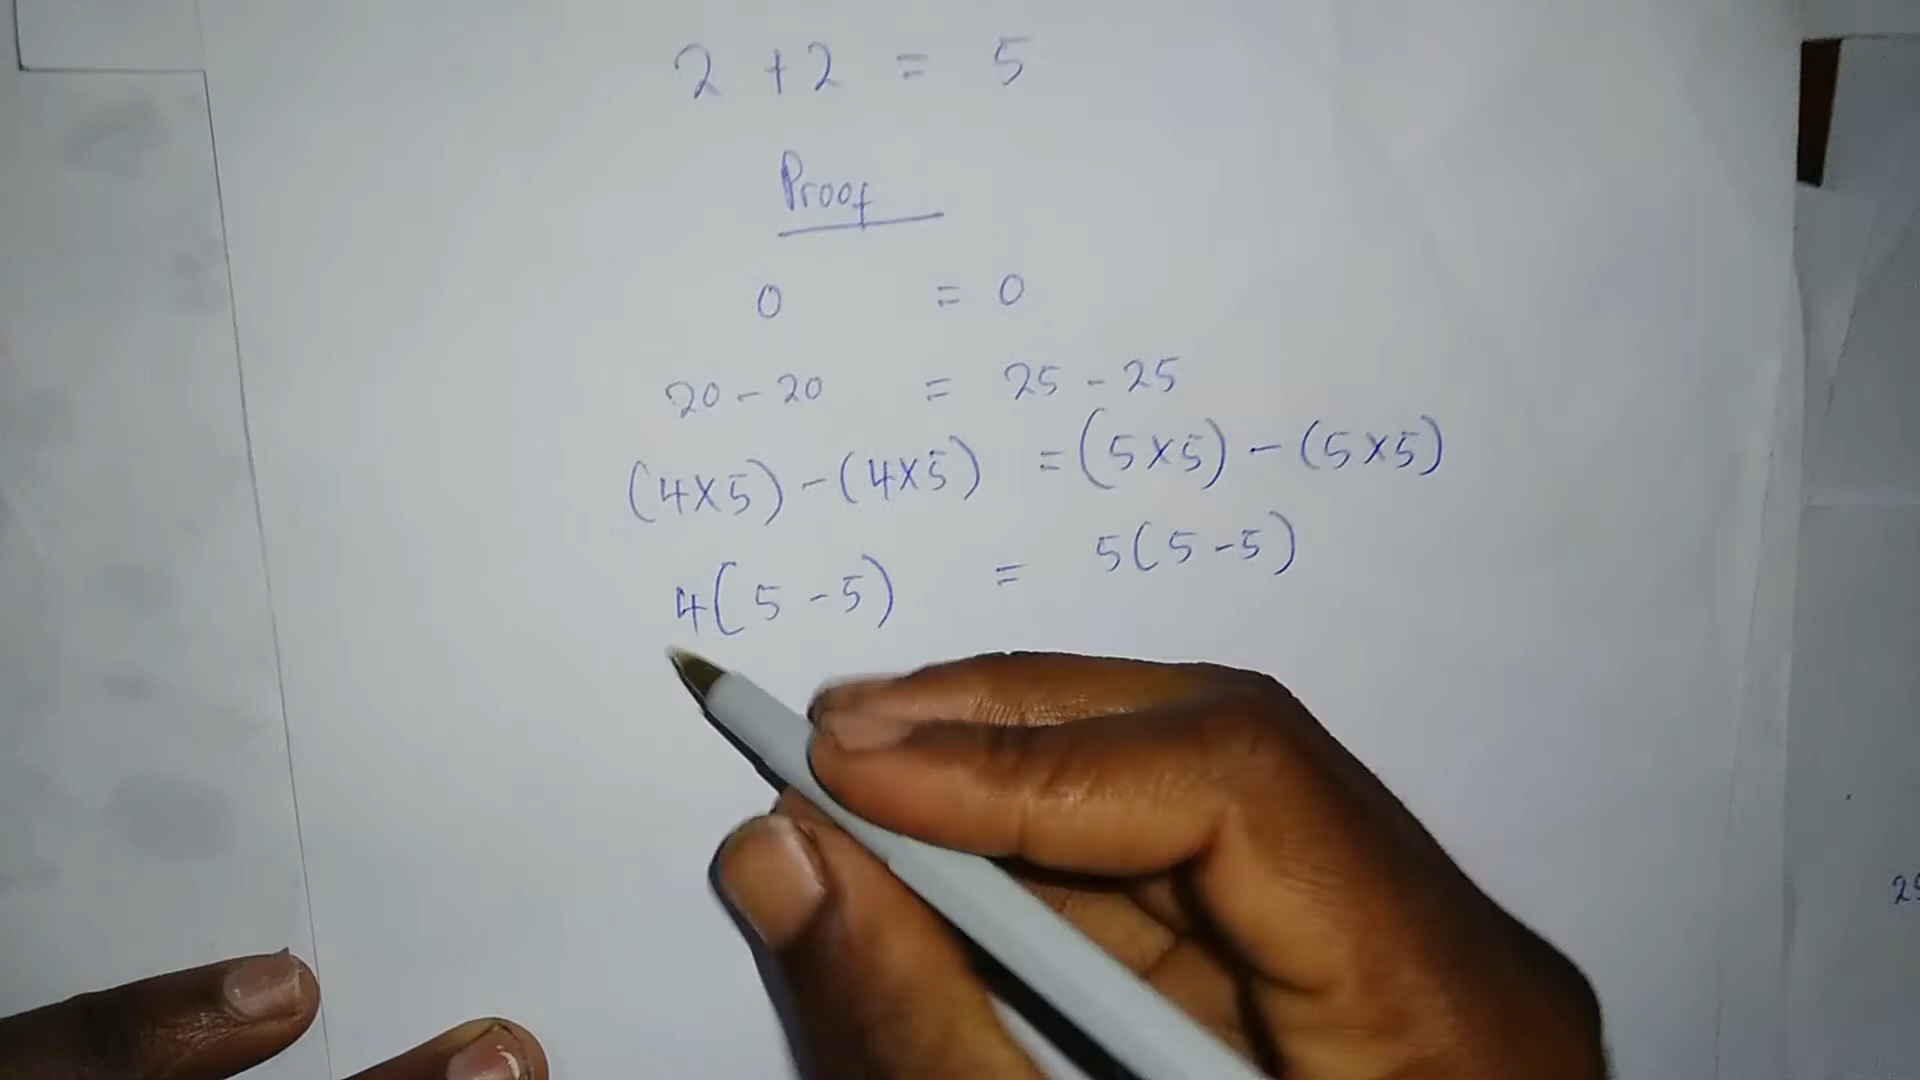 2 + 2 = 5
Proof
0 = 0
20 - 20 = 25 - 25
(4×5) - (4×5) = (5×5) - (5×5)
4(5 - 5) = 5(5 - 5)